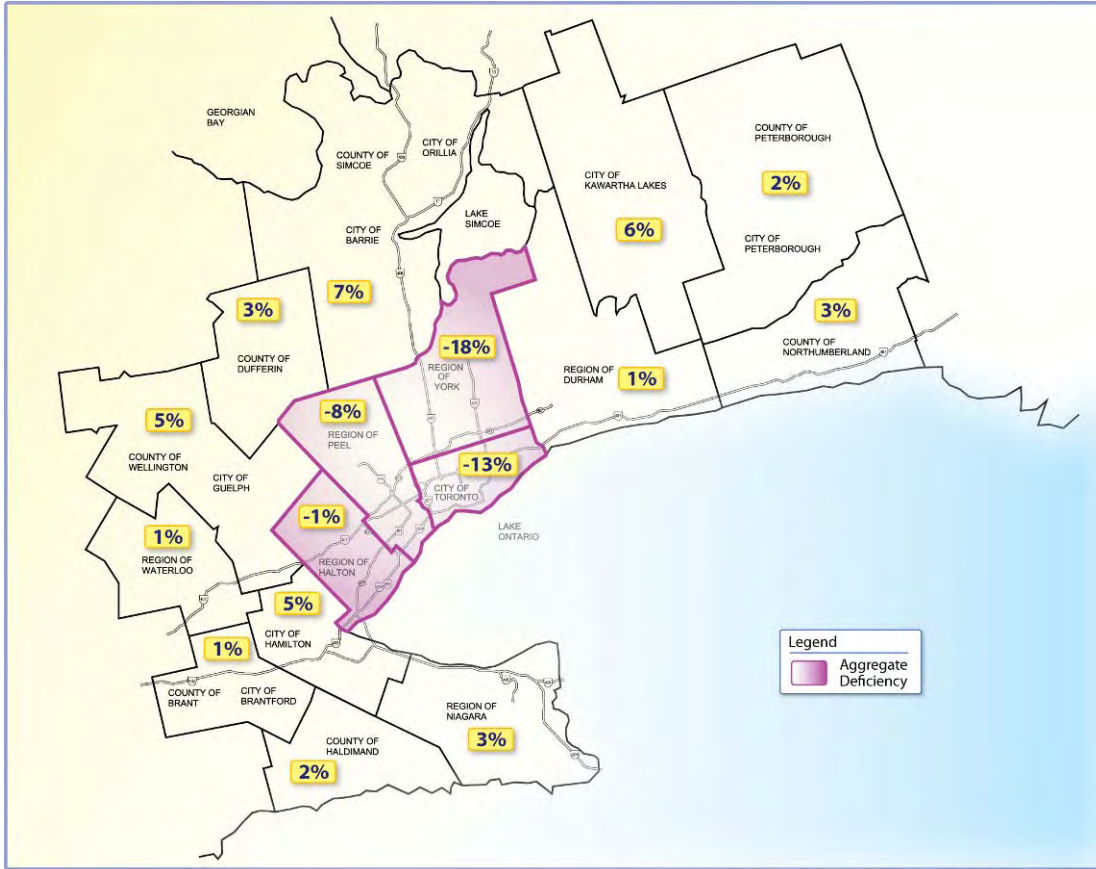 GEORGIAN
BAY
COUNTY OF
SIMCOE
CITY OF
ORILLIA
CITY OF
BARRIE
LAKE
SIMCOE
7%
CITY OF
KAWARTHA LAKES
6%
COUNTY OF
PETERBOROUGH
2%
CITY OF
PETERBOROUGH
3%
COUNTY OF
NORTHUMBERLAND
3%
COUNTY OF
DUFFERIN
-18%
REGION
OF
YORK
REGION OF
DURHAM
1%
5%
COUNTY OF
WELLINGTON
CITY OF
GUELPH
-8%
REGION OF
PEEL
-13%
CITY OF
TORONTO
LAKE
ONTARIO
-1%
REGION OF
HALTON
1%
REGION OF
WATERLOO
5%
CITY OF
HAMILTON
1%
COUNTY OF
BRANT
CITY OF
BRANTFORD
REGION OF
NIAGARA
3%
COUNTY OF
HALDIMAND
2%
Legend
Aggregate
Deficiency